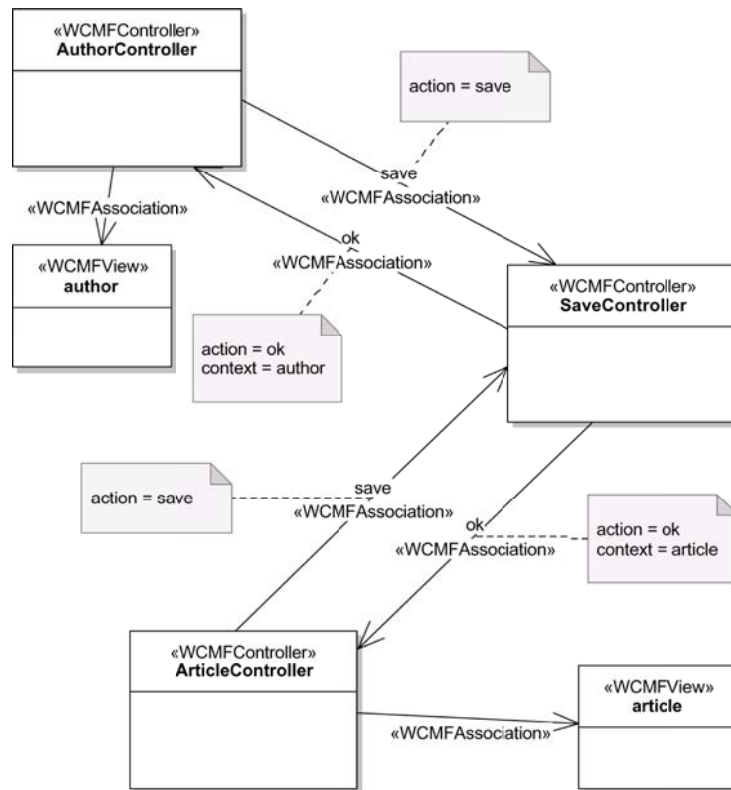 «WCMFController»
AuthorController
action = save
save
«WCMFAssociation»
«WCMFAssociation»
ok
«WCMFAssociation»
«WCMFView»
author
«WCMFController»
SaveController
action = ok
context = author
action = save
save
«WCMFAssociation»
ok
«WCMFAssociation»
action = ok
context = article
«WCMFController»
ArticleController
«WCMFView»
article
«WCMFAssociation»